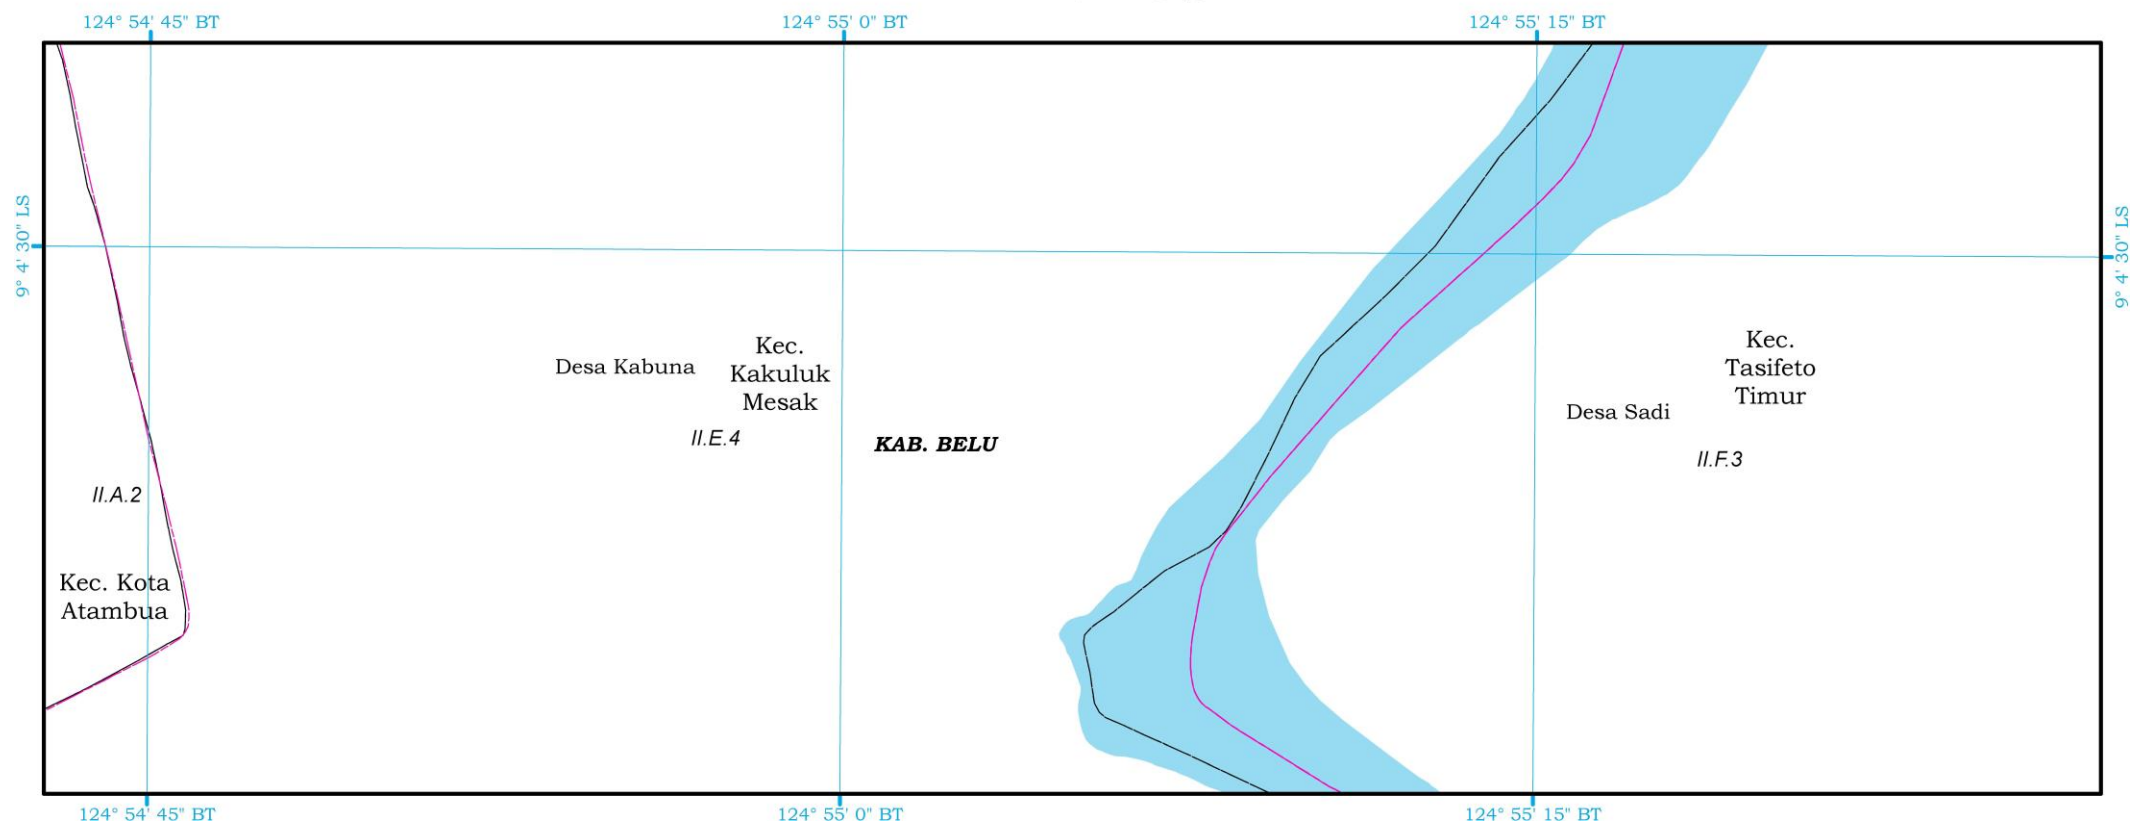 124° 54' 45" BT
124° 55' 0" BT
124° 55' 15" BT
9° 4' 30" LS
9° 4' 30" LS
Desa Kabuna
Kec.
Kakuluk
Mesak
II.E.4
KAB. BELU
Kec.
Tasifeto
Timur
Desa Sadi
II.F.3
II.A.2
Kec. Kota
Atambua
124° 54' 45" BT
124° 55' 0" BT
124° 55' 15" BT